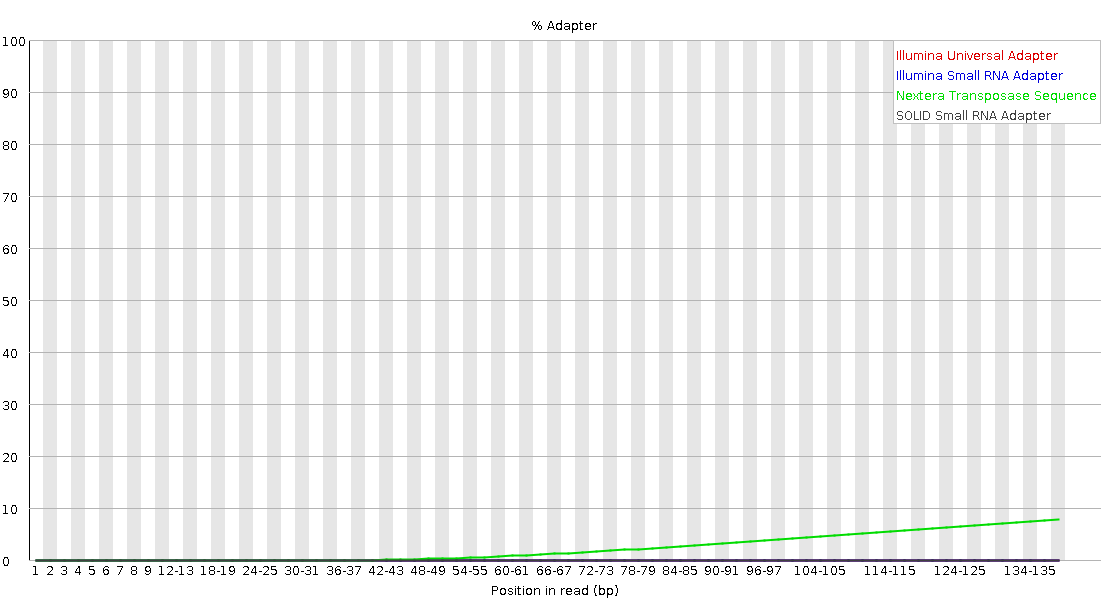 % Adapter
100
90
80
70
60
50
40
30
20
10
0
Illumina Universal Adapter
Illumina Small RNA Adapter
Nextera Transposase Sequence
SOLID Small RNA Adapter
1 2 3 4 5 6 7 8 9 12-13 18-19 24-25 30-31 36-37 42-43 48-49 54-55 60-61 66-67 72-73 78-79 84-85 90-91 96-97 104-105 114-115 124-125 134-135
Position in read (bp)